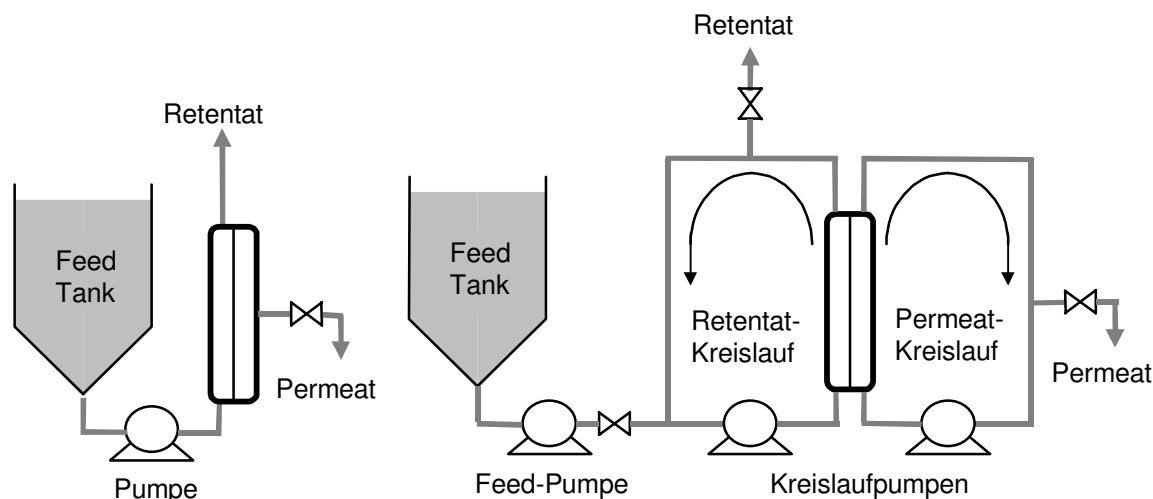 Retentat
Feed
Tank
Permeat
Pumpe
Retentat
Feed
Tank
Retentat-
Kreislauf
Permeat-
Kreislauf
Permeat
Feed-Pumpe
Kreislaufpumpen